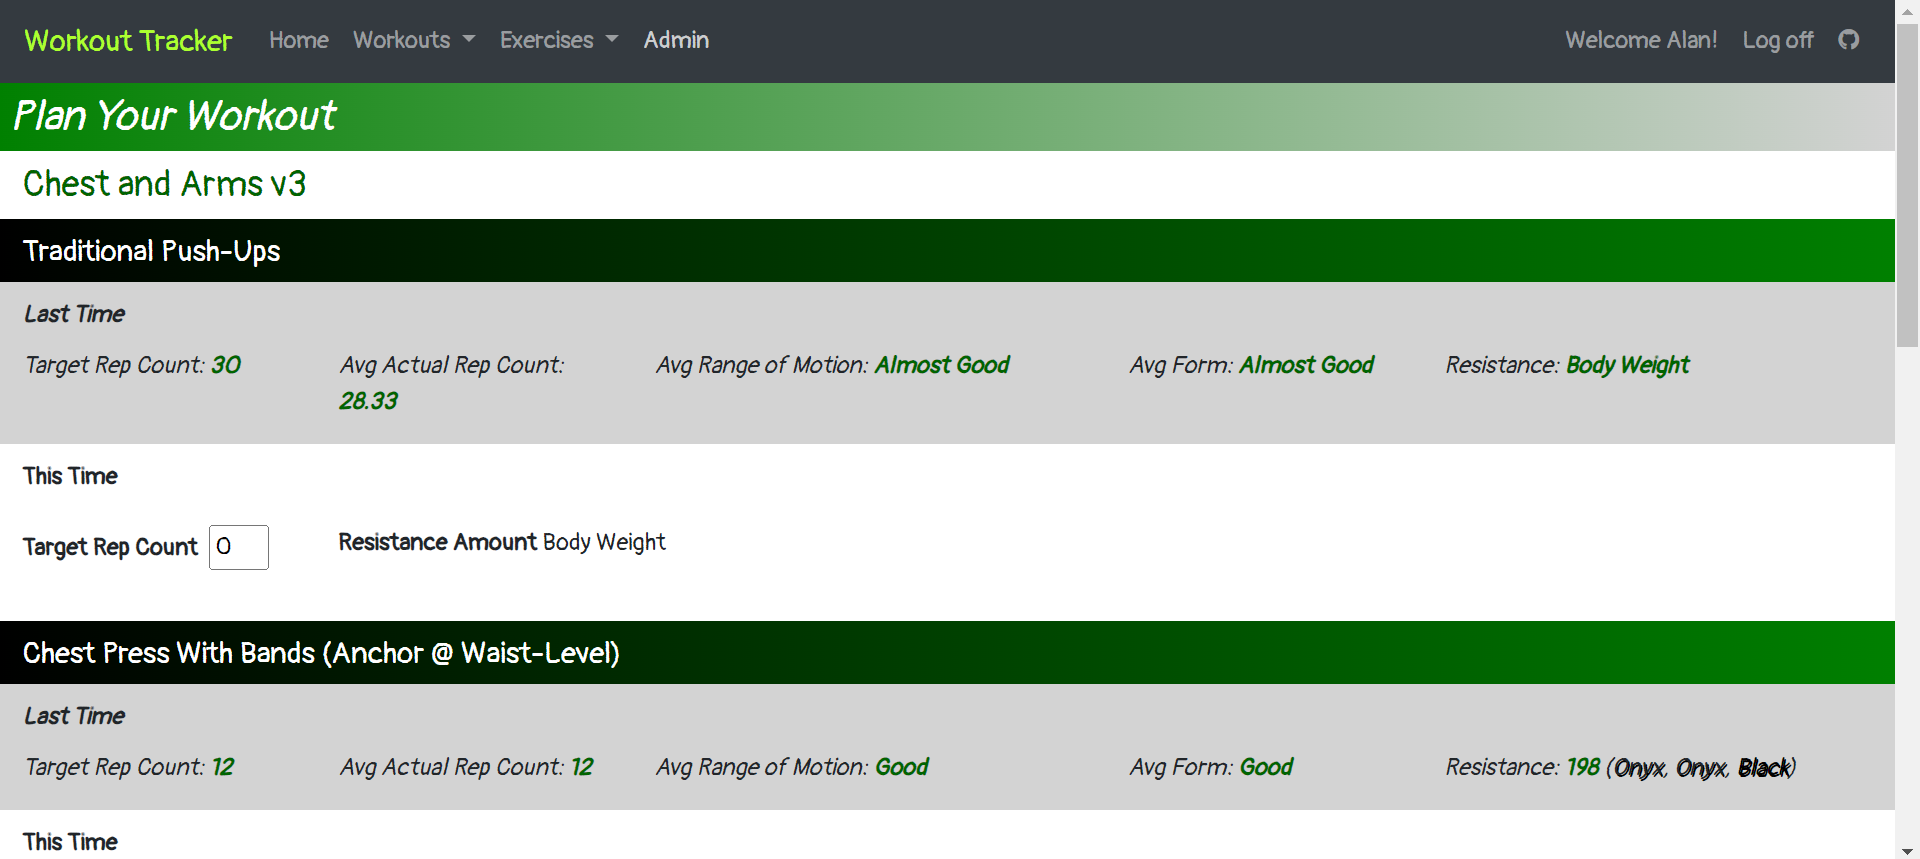 Workout Tracker Home Workouts Exercises Admin Welcome Alan! Log off
Plan Your Workout
Chest and Arms v3
Traditional Push-Ups
Last Time
Target Rep Count: 30 Avg Actual Rep Count: Avg Range of Motion: Almost Good Avg Form: Almost Good Resistance: Body Weight
28.33
This Time
Target Rep Count 0 Resistance Amount Body Weight
Chest Press With Bands (Anchor @ Waist-Level)
Last Time
Target Rep Count: 12 Avg Actual Rep Count: 12 Avg Range of Motion: Good Avg Form: Good Resistance: 198 (Onyx, Onyx, Black)
This Time